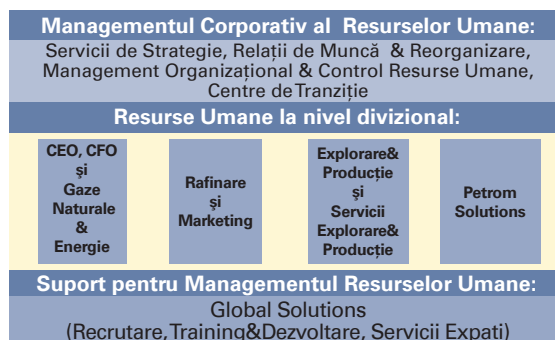 Managementul Corporativ al Resurselor Umane:
Servicii de Strategie, Relații de Muncă & Reorganizare,
Management Organizațional & Control Resurse Umane,
Centre de Tranziție
Resurse Umane la nivel divizional:
CEO, CFO
și
Gaze
Naturale
&
Energie
Rafinare
și
Marketing
Explorare&
Producție
și
Servicii
Explorare&
Producție
Petrom
Solutions
Suport pentru Managementul Resurselor Umane:
Global Solutions
(Recrutare,Training&Dezvoltare, Servicii Expati)